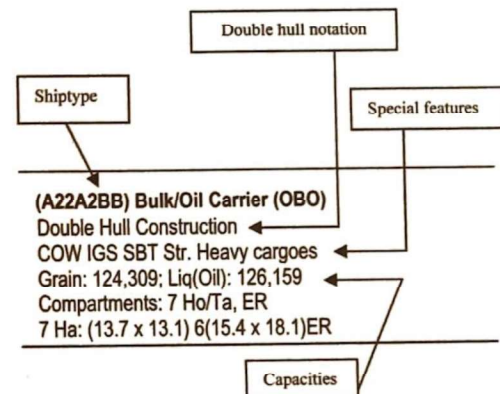 Double hull notation
Shiptype
Special features
(A22A2BB) Bulk/Oil Carrier (OBO)
Double Hull Construction
COW IGS SBT Str. Heavy cargoes
Grain: 124,309; Liq(Oil): 126,159
Compartments: 7 Ho/Ta, ER
7 Ha: (13.7 x 13.1) 6(15.4 x 18.1)ER
Capacities